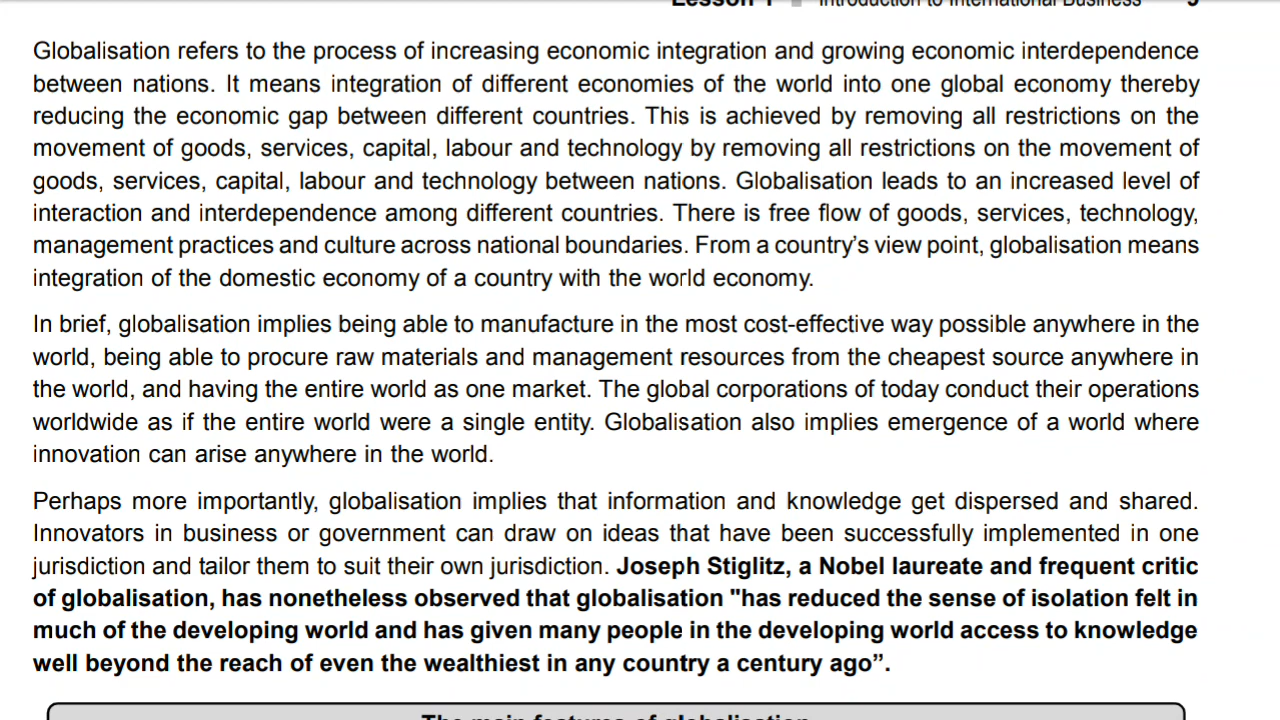 Lesson 1 Introduction to International Business
Globalisation refers to the process of increasing economic integration and growing economic interdependence
between nations. It means integration of different economies of the world into one global economy thereby
reducing the economic gap between different countries. This is achieved by removing all restrictions on the
movement of goods, services, capital, labour and technology by removing all restrictions on the movement of
goods, services, capital, labour and technology between nations. Globalisation leads to an increased level of
interaction and interdependence among different countries. There is free flow of goods, services, technology,
management practices and culture across national boundaries. From a country’s view point, globalisation means
integration of the domestic economy of a country with the world economy.
In brief, globalisation implies being able to manufacture in the most cost-effective way possible anywhere in the
world, being able to procure raw materials and management resources from the cheapest source anywhere in
the world, and having the entire world as one market. The global corporations of today conduct their operations
worldwide as if the entire world were a single entity. Globalisation also implies emergence of a world where
innovation can arise anywhere in the world.
Perhaps more importantly, globalisation implies that information and knowledge get dispersed and shared.
Innovators in business or government can draw on ideas that have been successfully implemented in one
jurisdiction and tailor them to suit their own jurisdiction. Joseph Stiglitz, a Nobel laureate and frequent critic
of globalisation, has nonetheless observed that globalisation "has reduced the sense of isolation felt in
much of the developing world and has given many people in the developing world access to knowledge
well beyond the reach of even the wealthiest in any country a century ago”.
The main features of globalisation